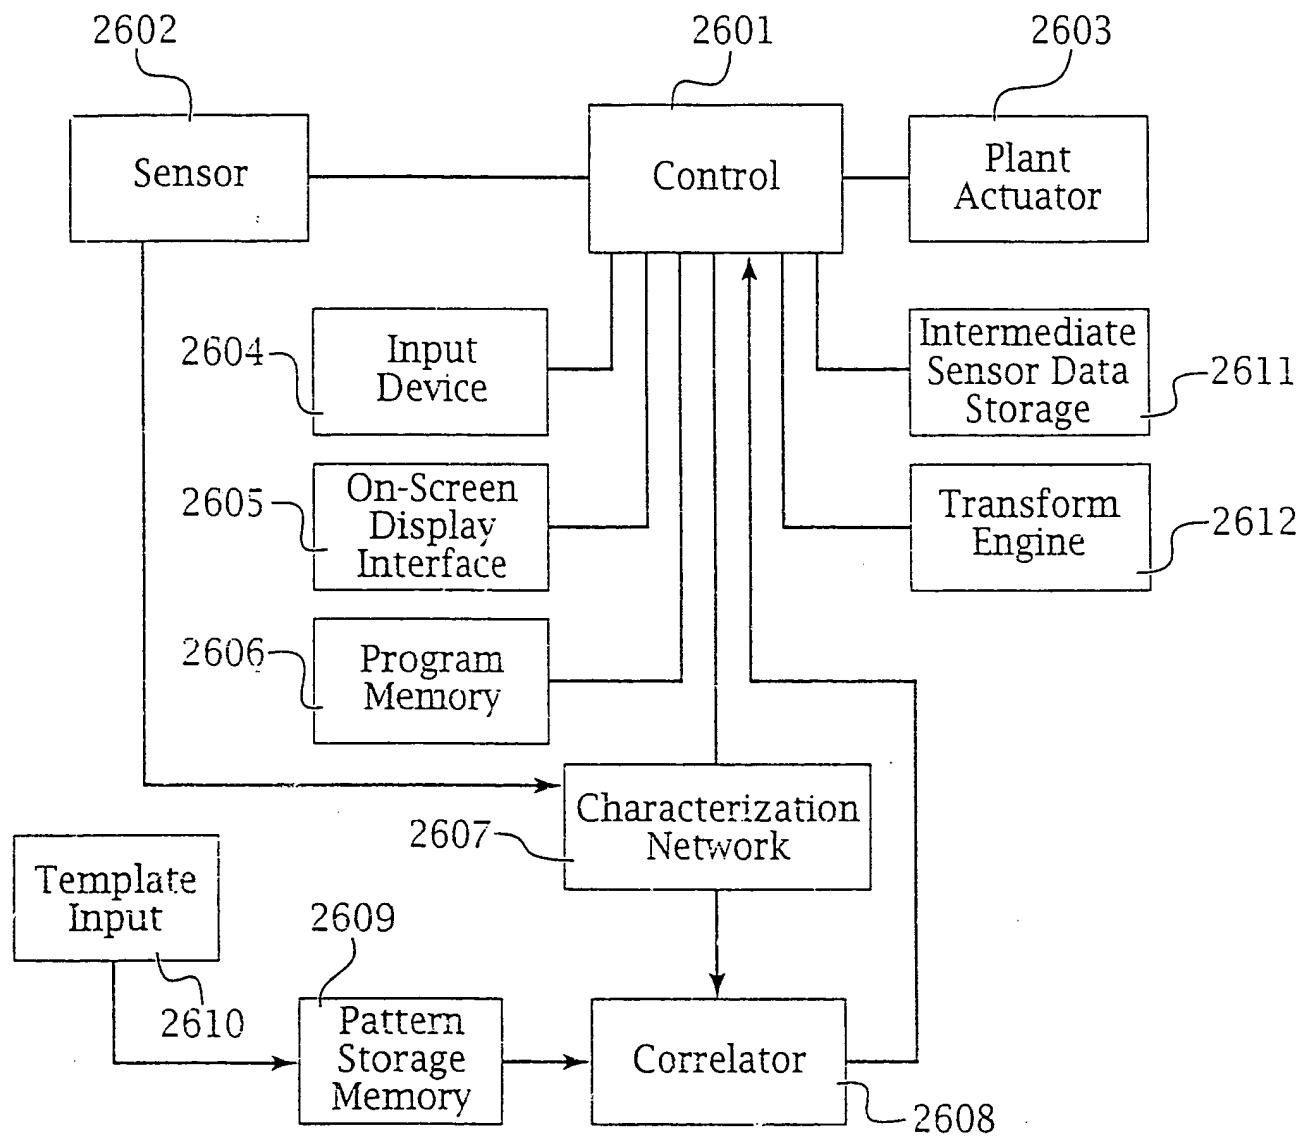 2602
2601
2603
Sensor
Control
Plant
Actuator
2604
Input
Device
Intermediate
Sensor Data
Storage
2611
2605
On-Screen
Display
Interface
Transform
Engine
2612
2606
Program
Memory
Characterization
Network
2607
Template
Input
2609
2610
Pattern
Storage
Memory
Correlator
2608